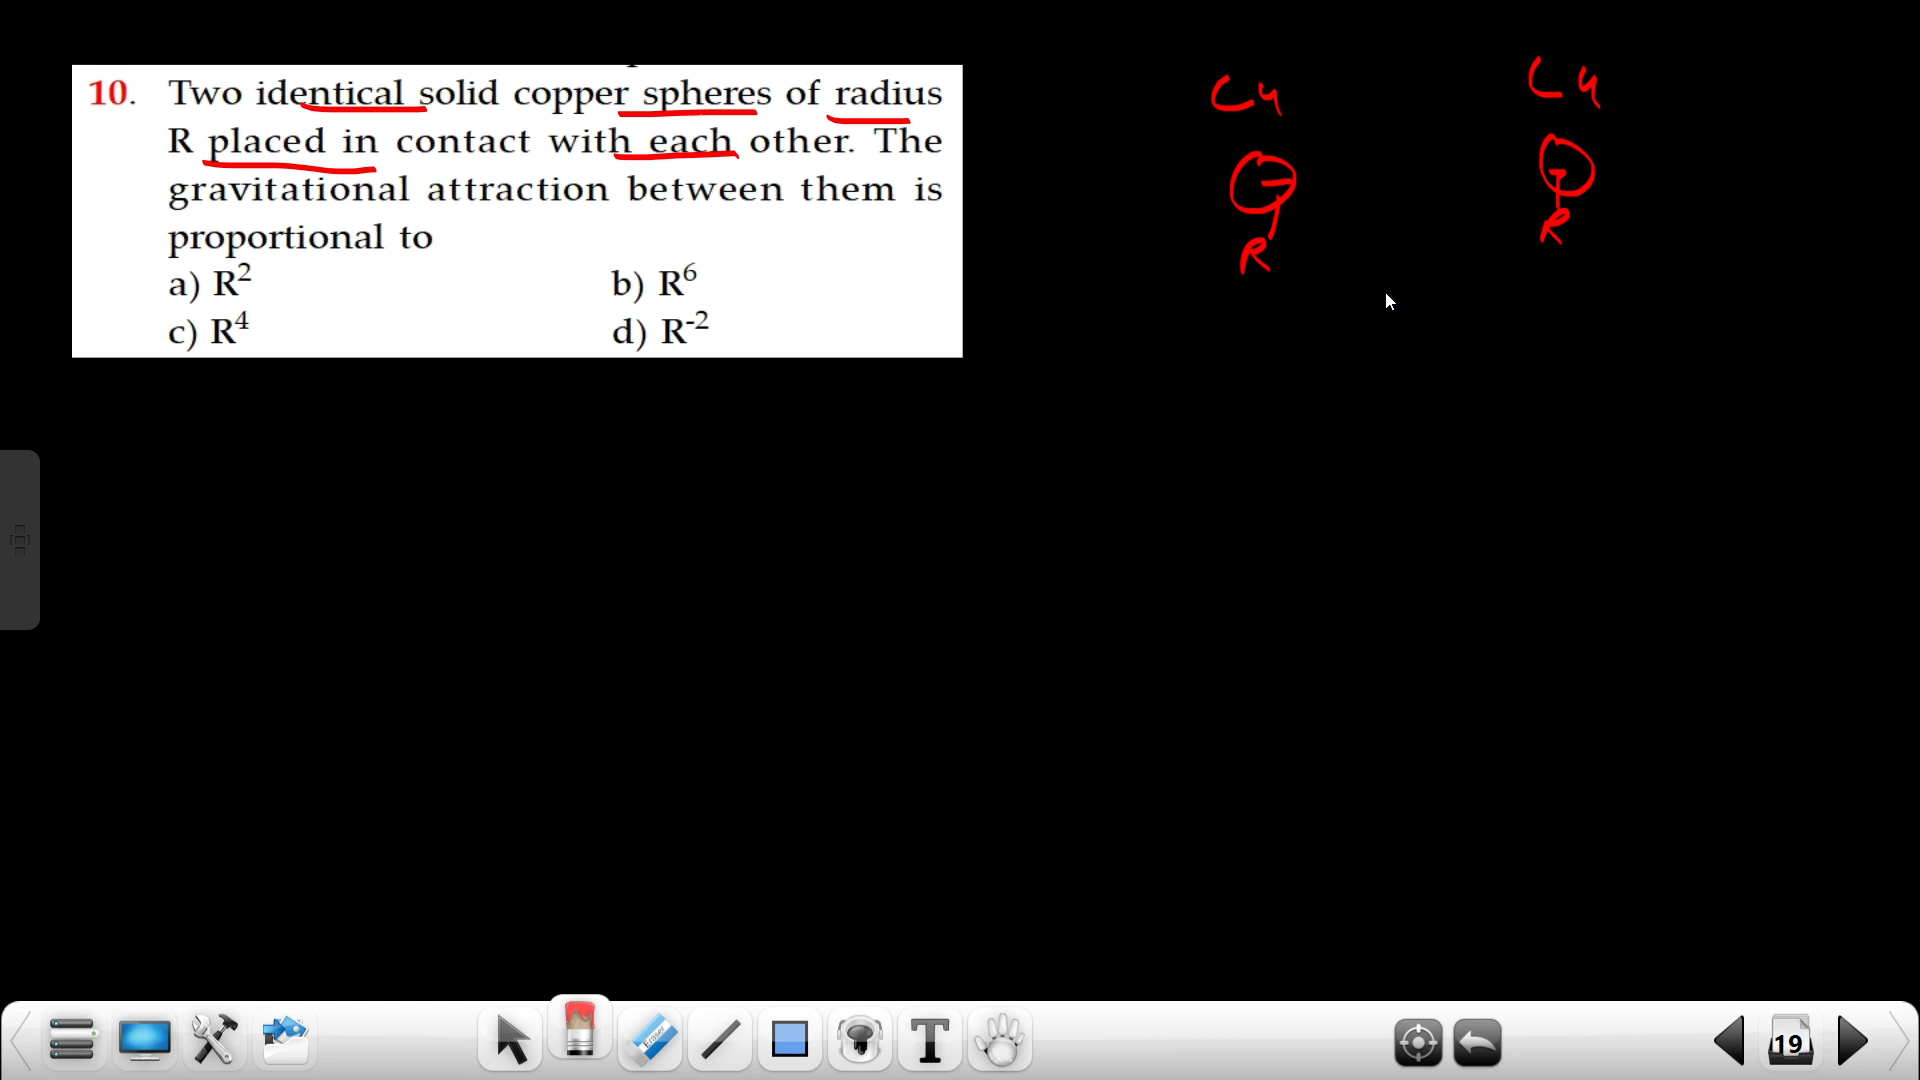 10. Two identical solid copper spheres of radius
R placed in contact with each other. The
gravitational attraction between them is
proportional to
a) R² b) R⁶
c) R⁴ d) R⁻²
Cu Cu
R R
Eraser
T
19